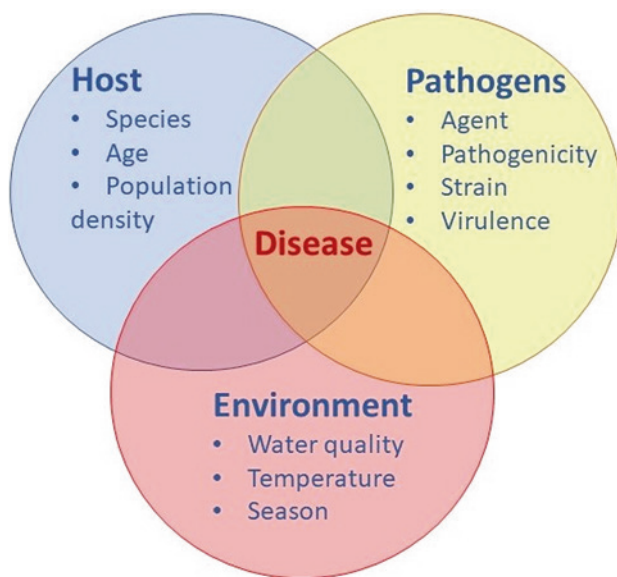 Host
• Species
• Age
• Population
density
Pathogens
• Agent
• Pathogenicity
• Strain
• Virulence
Disease
Environment
• Water quality
• Temperature
• Season